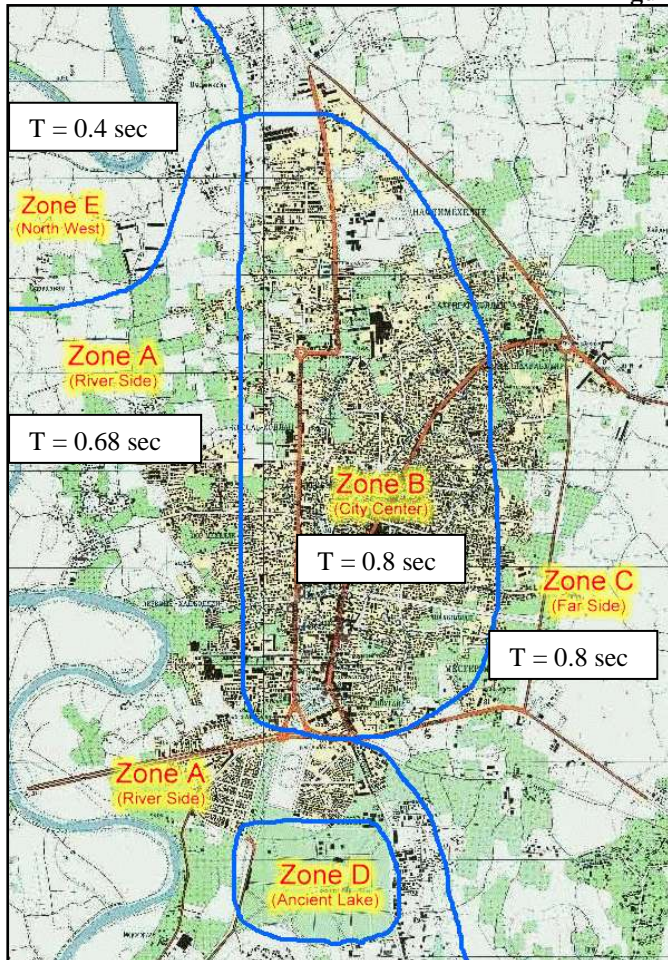 T = 0.4 sec
Zone E
(North West)
Zone A
(River Side)
T = 0.68 sec
Zone B
(City Center)
T = 0.8 sec
Zone C
(Far Side)
T = 0.8 sec
Zone A
(River Side)
Zone D
(Ancient Lake)